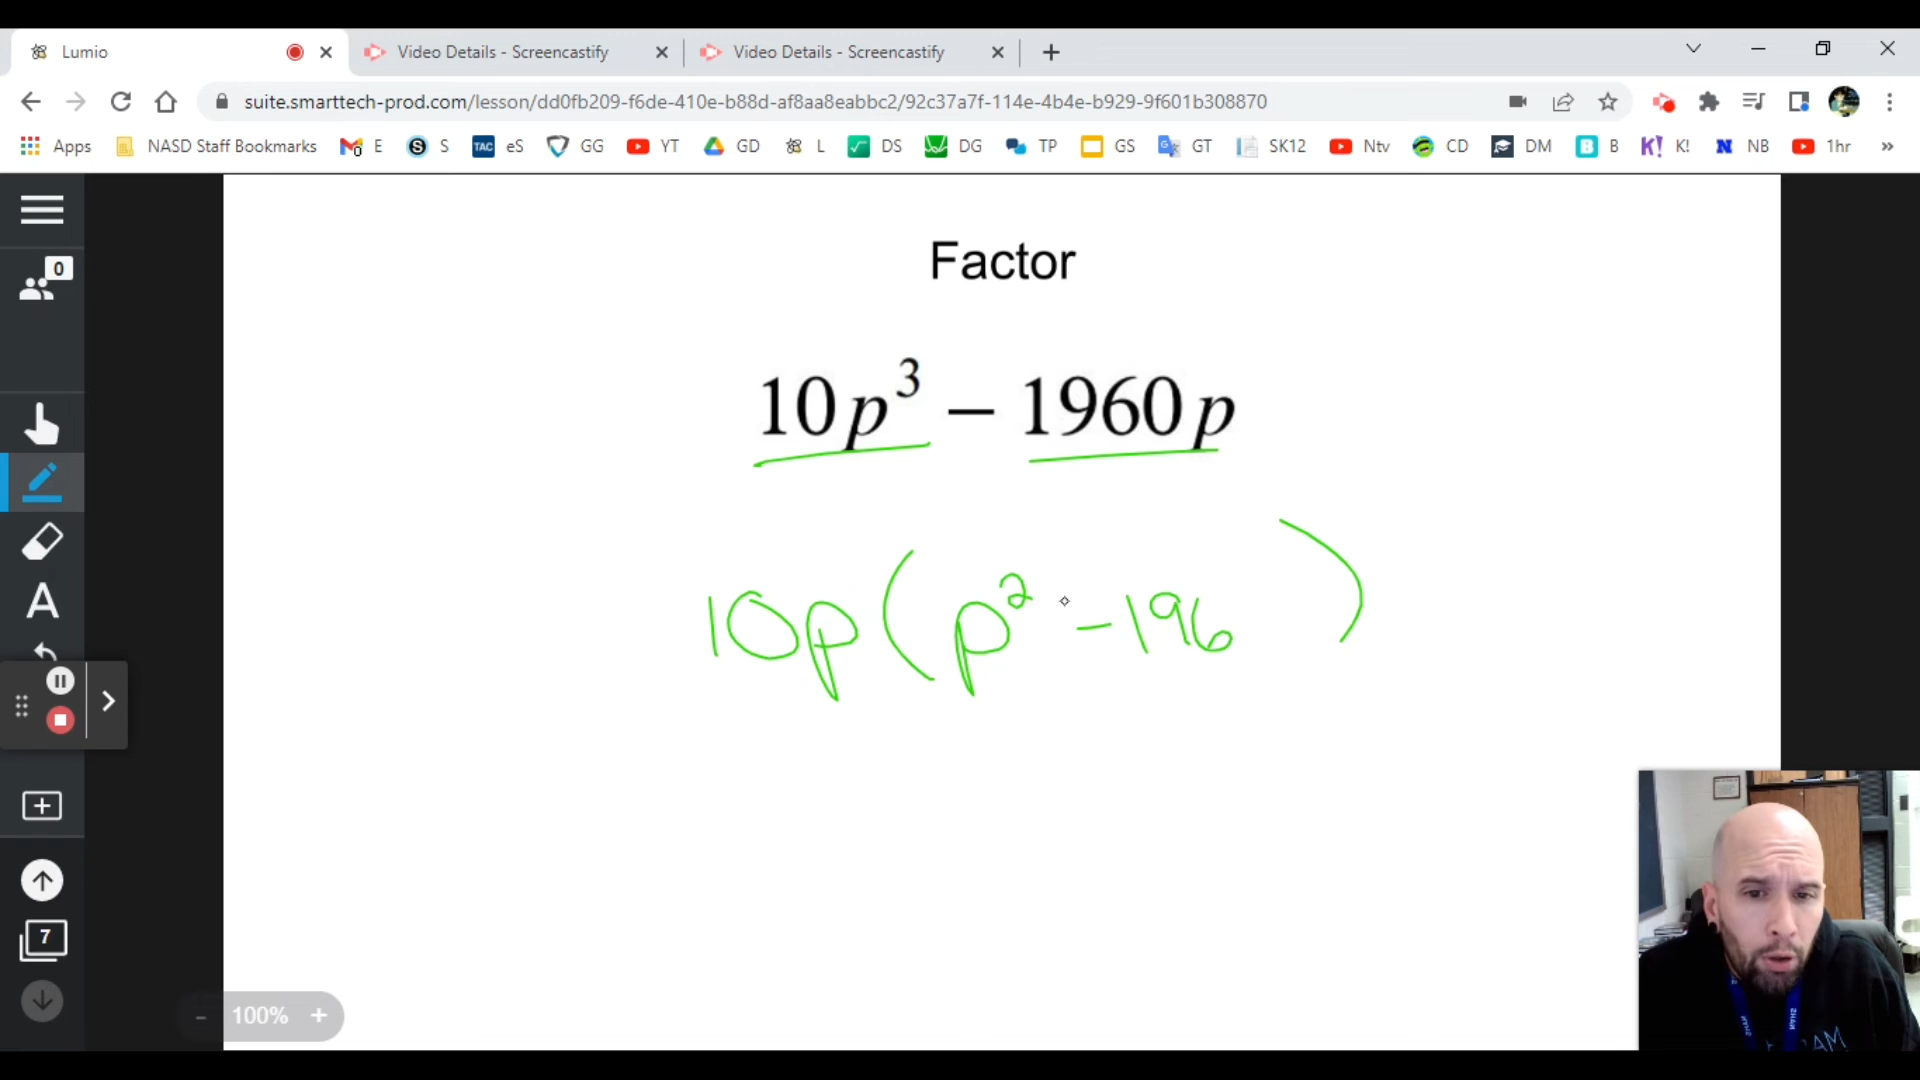 Lumio
Video Details - Screencastify
Video Details - Screencastify
suite.smarttech-prod.com/lesson/dd0fb209-f6de-410e-b88d-af8aa8eabbc2/92c37a7f-114e-4b4e-b929-9f601b308870
Apps NASD Staff Bookmarks E S TAC eS GG YT GD L DS DG TP GS GT SK12 Ntv CD DM B K! K! N NB 1hr »
0
Factor
10p³ – 1960p
10p(p² – 196)
A
7
- 100% +